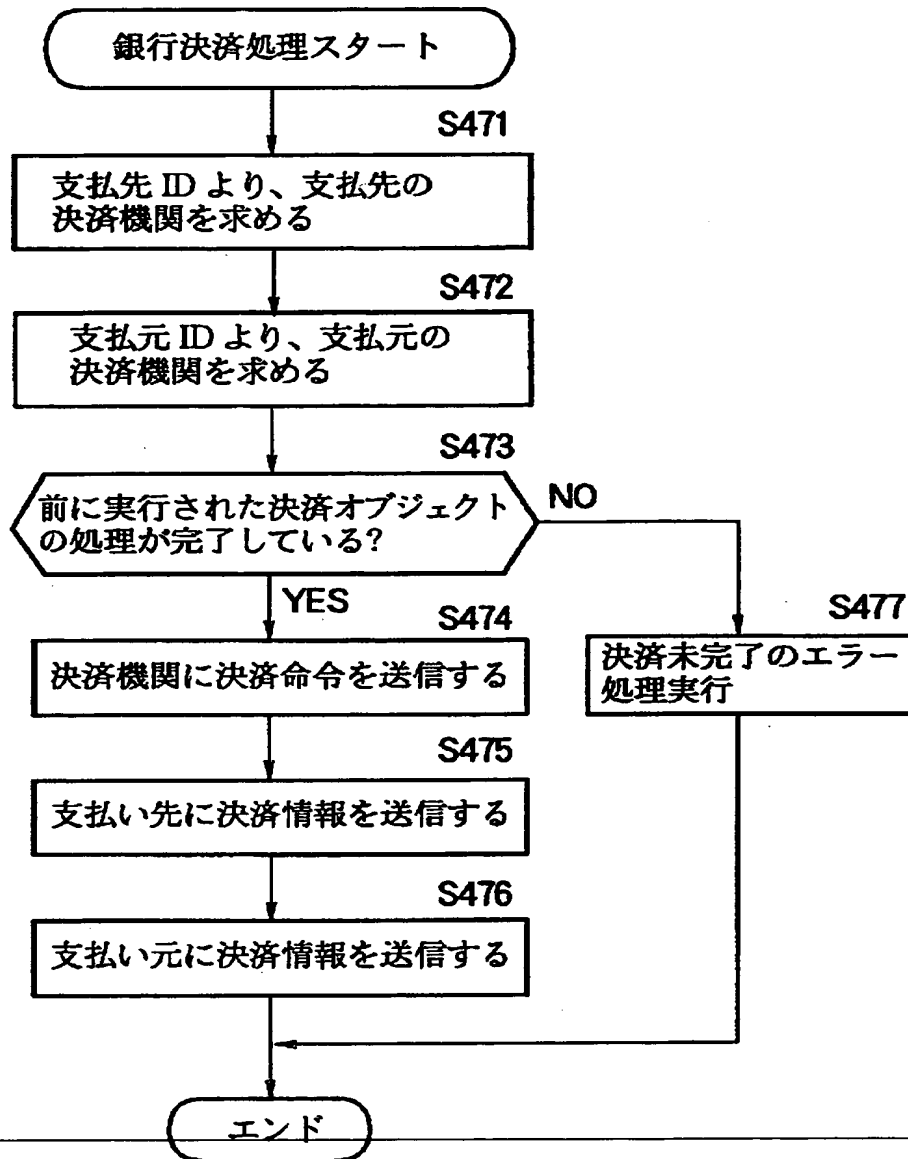 銀行決済処理スタート
S471
支払先 ID より、支払先の
決済機関を求める
S472
支払元 ID より、支払元の
決済機関を求める
S473
前に実行された決済オブジェクト
の処理が完了している?
NO
YES
S474
決済機関に決済命令を送信する
S477
決済未完了のエラー
処理実行
S475
支払い先に決済情報を送信する
S476
支払い元に決済情報を送信する
エンド